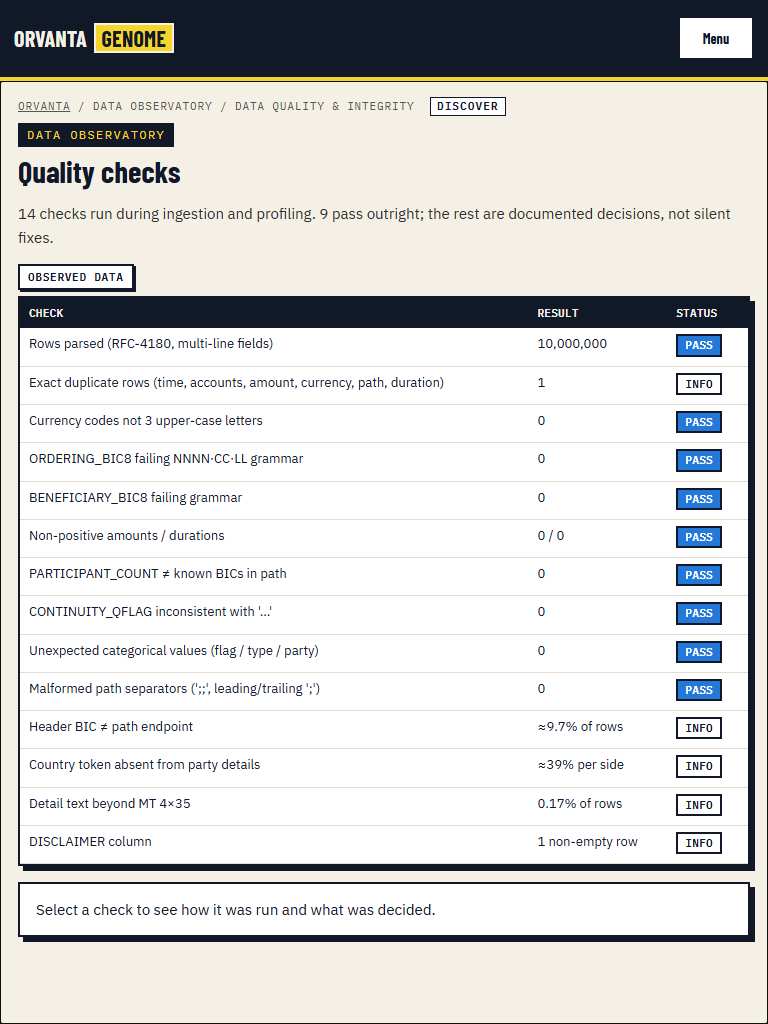 ORVANTA GENOME
Menu
ORVANTA / DATA OBSERVATORY / DATA QUALITY & INTEGRITY DISCOVER
DATA OBSERVATORY
Quality checks
14 checks run during ingestion and profiling. 9 pass outright; the rest are documented decisions, not silent
fixes.
OBSERVED DATA
CHECK RESULT STATUS
Rows parsed (RFC-4180, multi-line fields) 10,000,000 PASS
Exact duplicate rows (time, accounts, amount, currency, path, duration) 1 INFO
Currency codes not 3 upper-case letters 0 PASS
ORDERING_BIC8 failing NNNN·CC·LL grammar 0 PASS
BENEFICIARY_BIC8 failing grammar 0 PASS
Non-positive amounts / durations 0 / 0 PASS
PARTICIPANT_COUNT ≠ known BICs in path 0 PASS
CONTINUITY_QFLAG inconsistent with '...' 0 PASS
Unexpected categorical values (flag / type / party) 0 PASS
Malformed path separators (';;', leading/trailing ';') 0 PASS
Header BIC ≠ path endpoint ≈9.7% of rows INFO
Country token absent from party details ≈39% per side INFO
Detail text beyond MT 4×35 0.17% of rows INFO
DISCLAIMER column 1 non-empty row INFO
Select a check to see how it was run and what was decided.